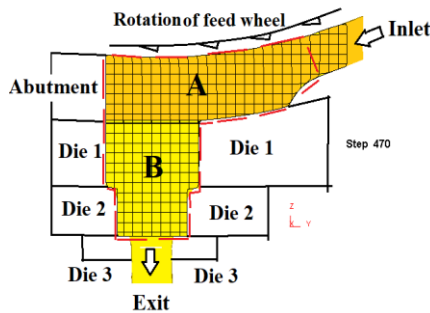 Rotation of feed wheel
Inlet
Abutment
A
Die 1
B
Die 1
Step 470
Die 2
Die 2
Z
Y
Die 3
Die 3
Exit